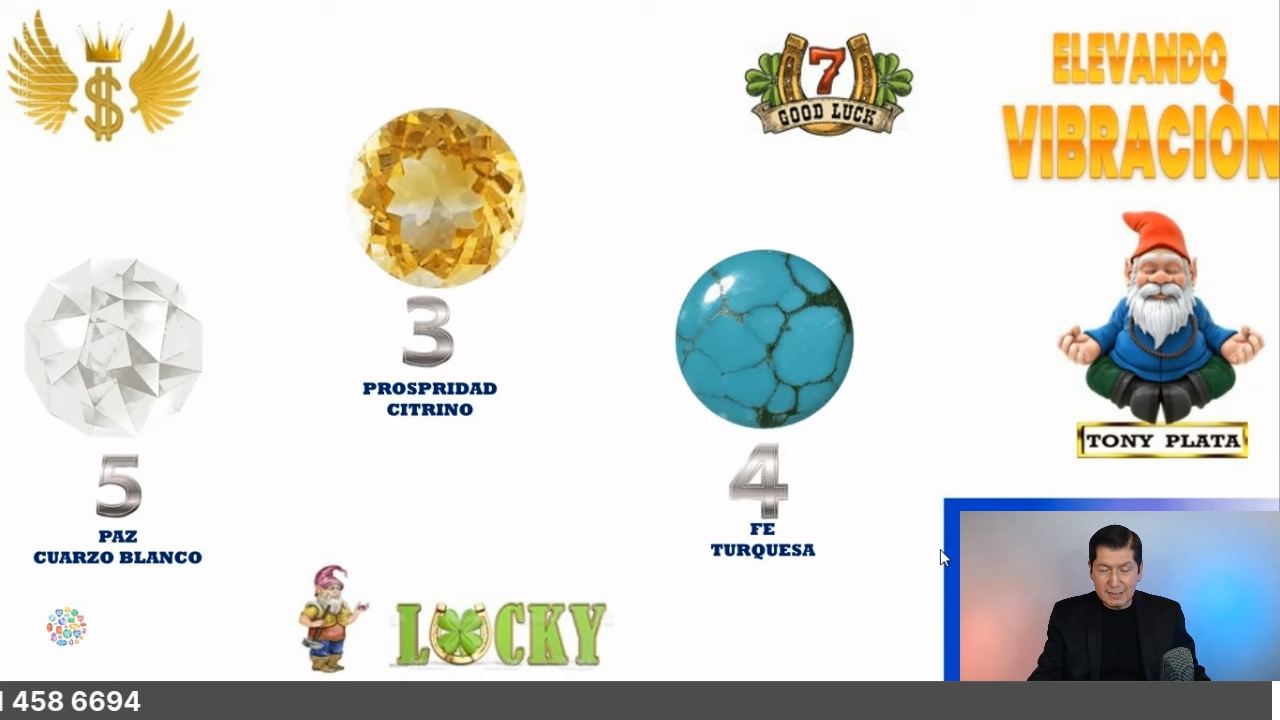 $
7
GOOD LUCK
ELEVANDO
VIBRACIÒN
3
PROSPRIDAD
CITRINO
5
PAZ
CUARZO BLANCO
4
FE
TURQUESA
TONY PLATA
LUCKY
458 6694